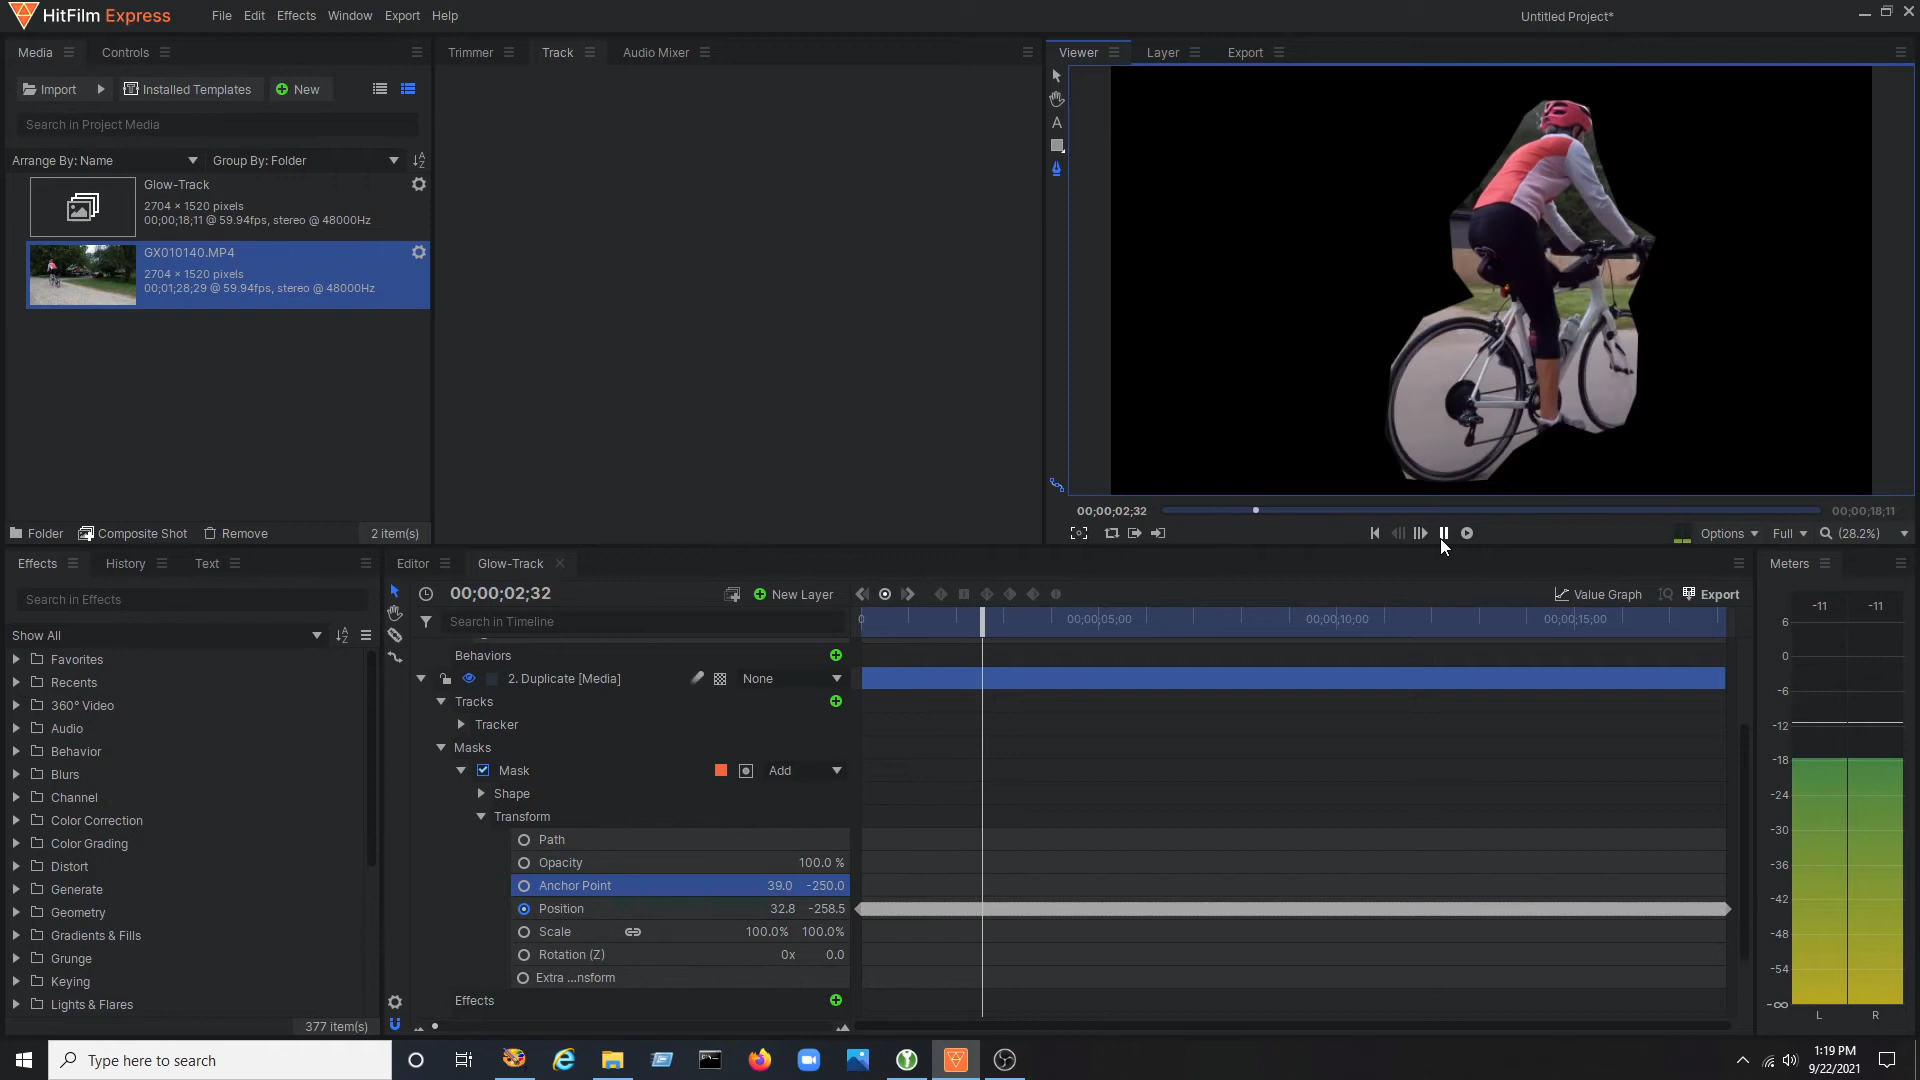 HitFilm Express
File Edit Effects Window Export Help
Untitled Project*
Media Controls
Trimmer Track Audio Mixer
Viewer Layer Export
Import Installed Templates New
Search in Project Media
Arrange By: Name Group By: Folder
Glow-Track
2704 × 1520 pixels
00;00;18;11 @ 59.94fps, stereo @ 48000Hz
GX010140.MP4
2704 × 1520 pixels
00;01;28;29 @ 59.94fps, stereo @ 48000Hz
00;00;02;32 00;00;18;11
Folder Composite Shot Remove 2 item(s)
Options Full (28.2%)
Effects History Text
Search in Effects
Show All
Favorites
Recents
360° Video
Audio
Behavior
Blurs
Channel
Color Correction
Color Grading
Distort
Generate
Geometry
Gradients & Fills
Grunge
Keying
Lights & Flares
377 item(s)
Editor Glow-Track
00;00;02;32 New Layer Value Graph Export
Search in Timeline
0 00;00;05;00 00;00;10;00 00;00;15;00
Behaviors
2. Duplicate [Media] None
Tracks
Tracker
Masks
Mask Add
Shape
Transform
Path
Opacity 100.0 %
Anchor Point 39.0 -250.0
Position 32.8 -258.5
Scale 100.0% 100.0%
Rotation (Z) 0x 0.0
Extra ...nsform
Effects
Meters
-11 -11
6
0
-6
-12
-18
-24
-30
-36
-42
-48
-54
-∞
L R
Type here to search
1:19 PM
9/22/2021